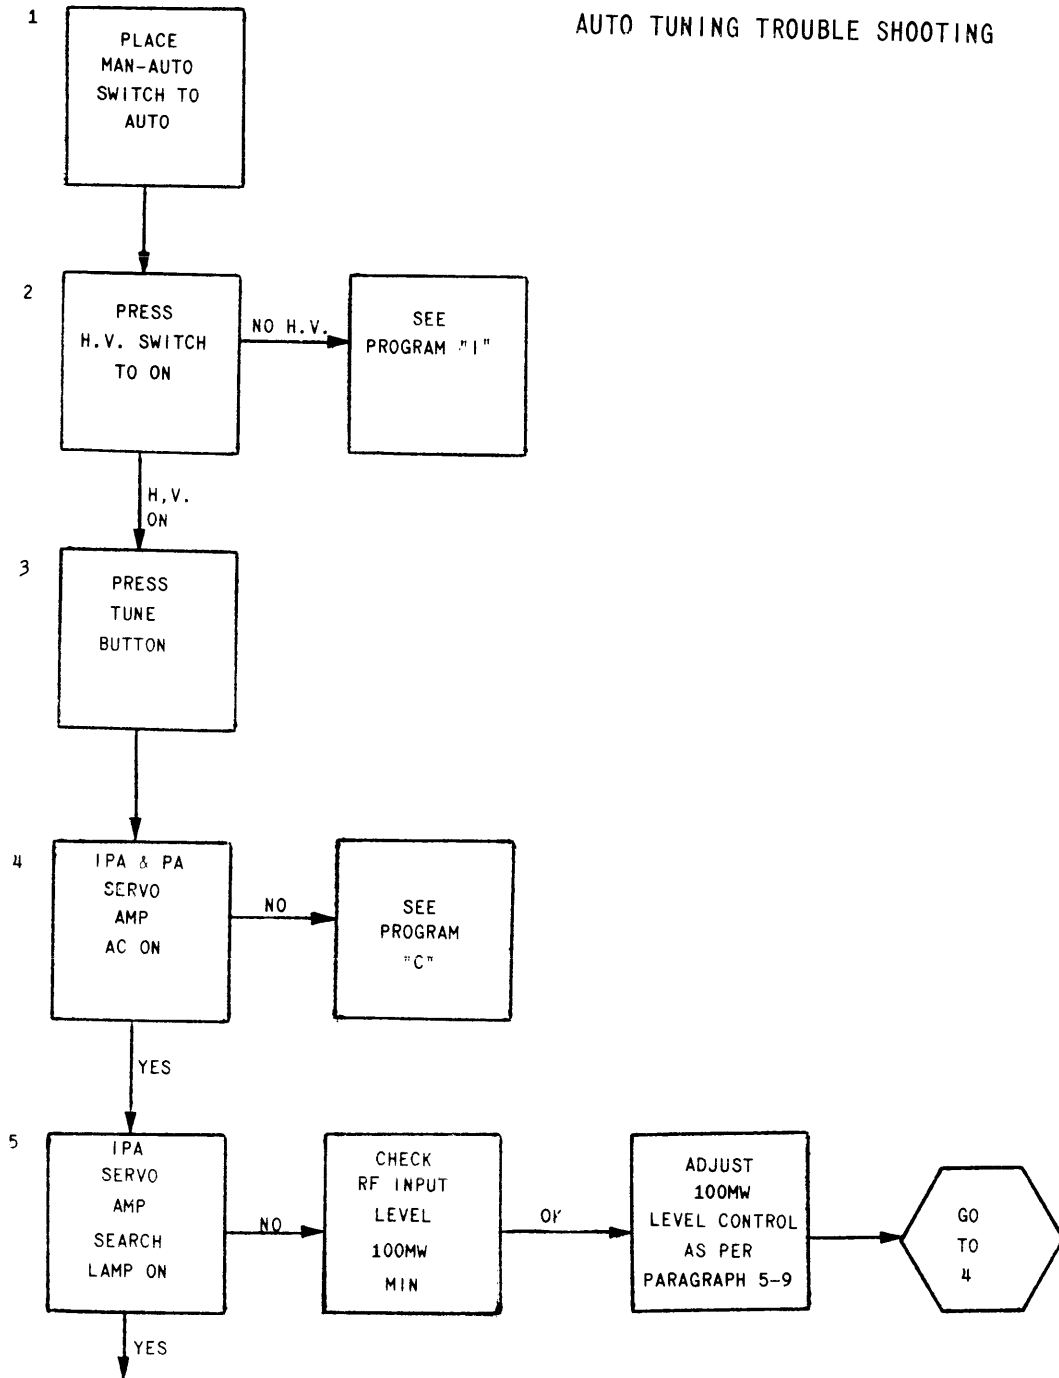 AUTO TUNING TROUBLE SHOOTING
1
PLACE
MAN-AUTO
SWITCH TO
AUTO
2
PRESS
H.V. SWITCH
TO ON
NO H.V.
SEE
PROGRAM "I"
H.V.
ON
3
PRESS
TUNE
BUTTON
4
IPA & PA
SERVO
AMP
AC ON
NO
SEE
PROGRAM
"C"
YES
5
IPA
SERVO
AMP
SEARCH
LAMP ON
NO
CHECK
RF INPUT
LEVEL
100MW
MIN
OK
ADJUST
100MW
LEVEL CONTROL
AS PER
PARAGRAPH 5-9
GO
TO
4
YES